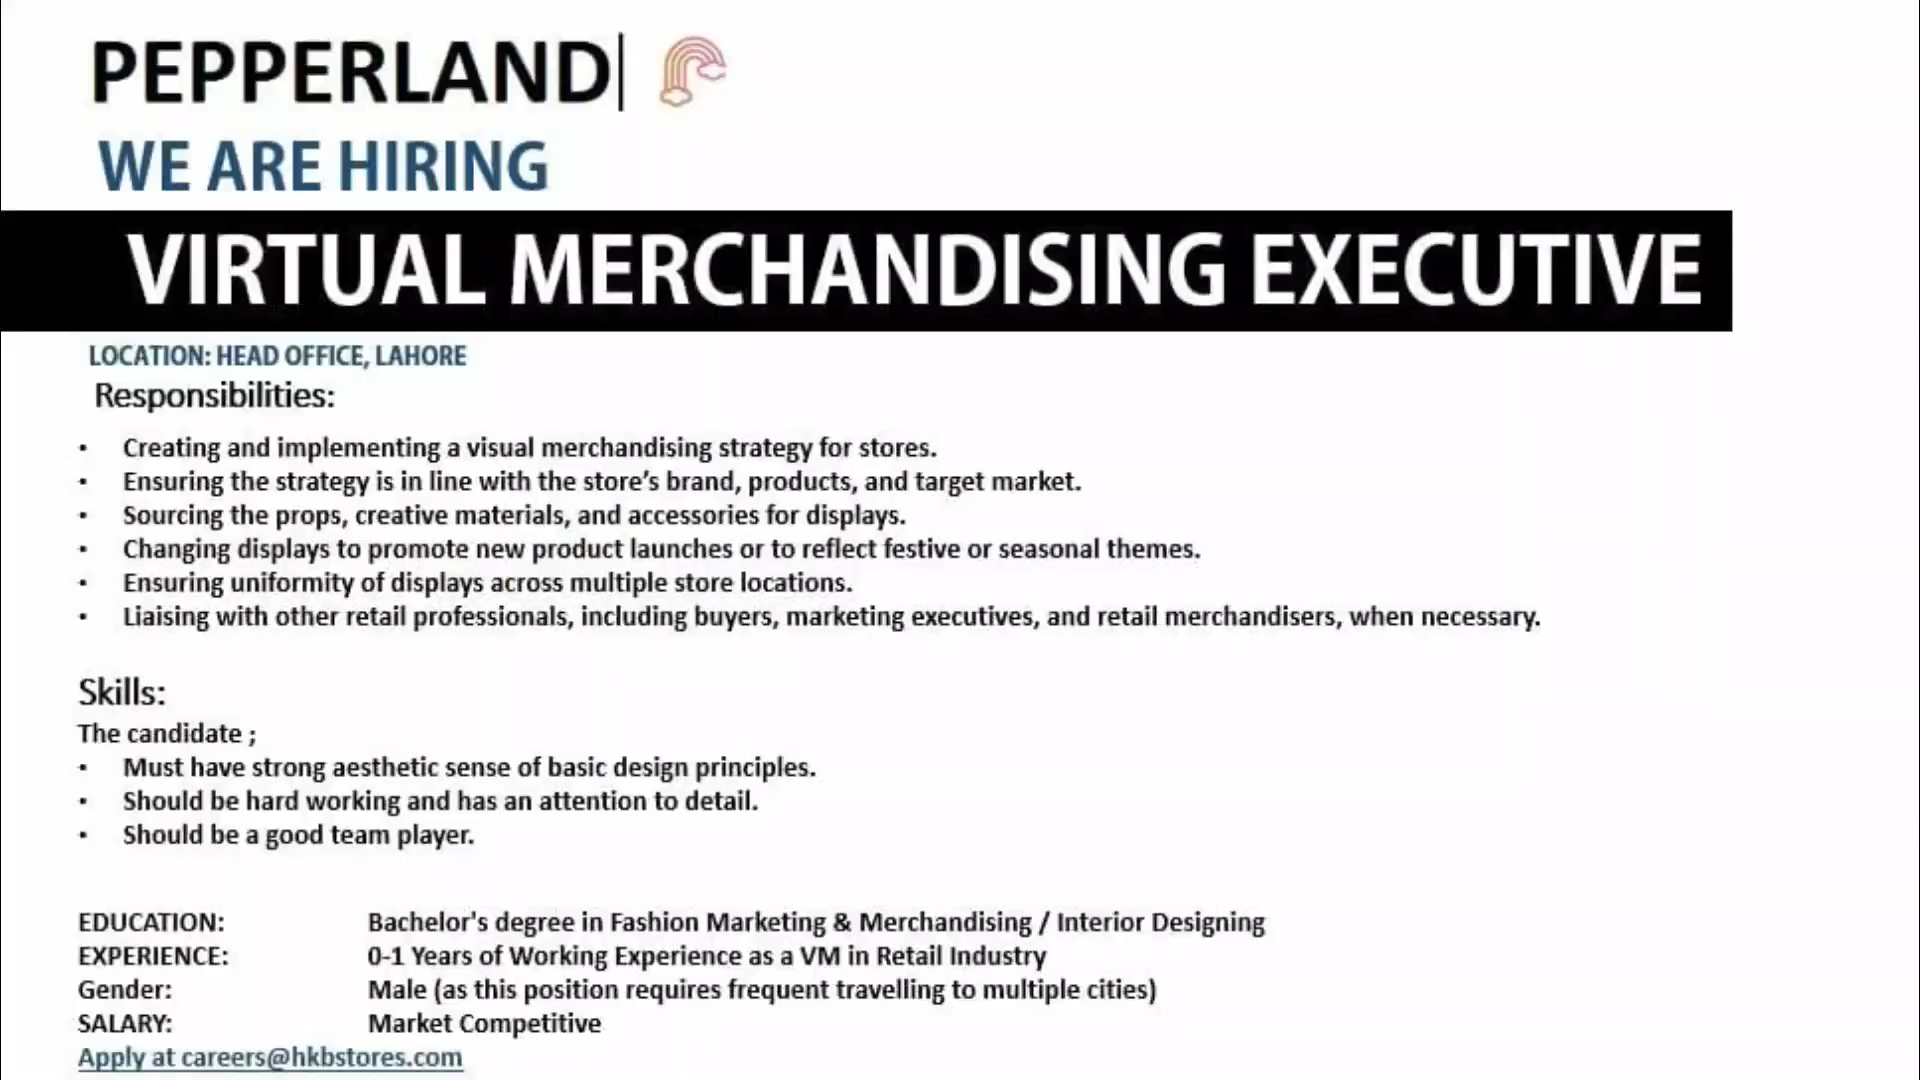 PEPPERLAND|
WE ARE HIRING
VIRTUAL MERCHANDISING EXECUTIVE
LOCATION: HEAD OFFICE, LAHORE
Responsibilities:
• Creating and implementing a visual merchandising strategy for stores.
• Ensuring the strategy is in line with the store’s brand, products, and target market.
• Sourcing the props, creative materials, and accessories for displays.
• Changing displays to promote new product launches or to reflect festive or seasonal themes.
• Ensuring uniformity of displays across multiple store locations.
• Liaising with other retail professionals, including buyers, marketing executives, and retail merchandisers, when necessary.
Skills:
The candidate ;
• Must have strong aesthetic sense of basic design principles.
• Should be hard working and has an attention to detail.
• Should be a good team player.
EDUCATION: Bachelor's degree in Fashion Marketing & Merchandising / Interior Designing
EXPERIENCE: 0-1 Years of Working Experience as a VM in Retail Industry
Gender: Male (as this position requires frequent travelling to multiple cities)
SALARY: Market Competitive
Apply at careers@hkbstores.com